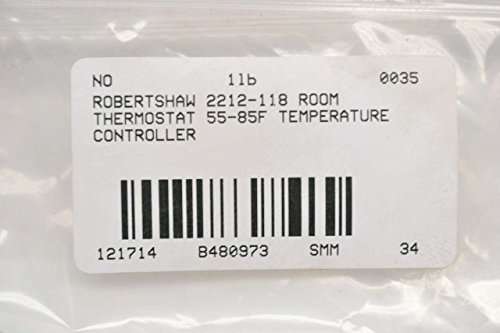 NO 1lb 0035
ROBERTSHAW 2212-118 ROOM
THERMOSTAT 55-85F TEMPERATURE
CONTROLLER
121714 B480973 SMM 34